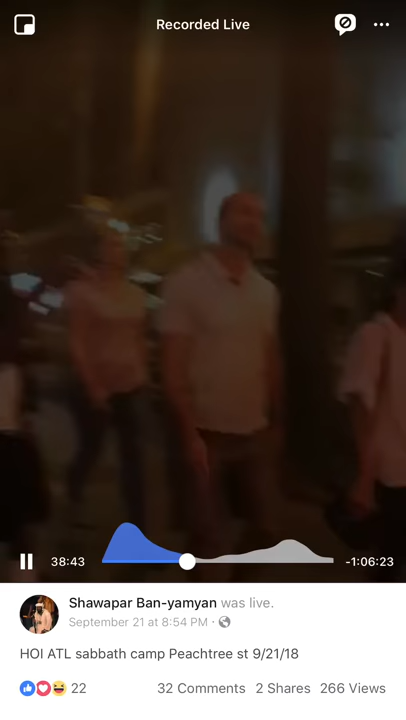 Recorded Live
38:43
-1:06:23
Shawapar Ban-yamyan was live.
September 21 at 8:54 PM ·
HOI ATL sabbath camp Peachtree st 9/21/18
22 32 Comments 2 Shares 266 Views